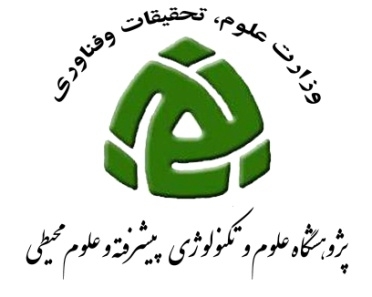 وزارت علوم، تحقیقات وفناوری
پژوهشگاه علوم و تکنولوژی پیشرفته و علوم محیطی